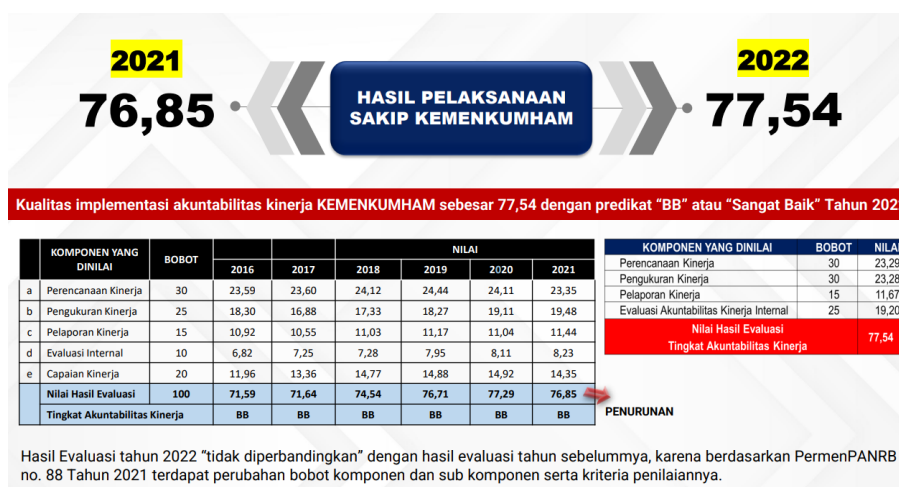 2021
76,85
HASIL PELAKSANAAN
SAKIP KEMENKUMHAM
2022
77,54
Kualitas implementasi akuntabilitas kinerja KEMENKUMHAM sebesar 77,54 dengan predikat “BB” atau “Sangat Baik” Tahun 202
KOMPONEN YANG DINILAI BOBOT NILAI
2016 2017 2018 2019 2020 2021
a Perencanaan Kinerja 30 23,59 23,60 24,12 24,44 24,11 23,35
b Pengukuran Kinerja 25 18,30 16,88 17,33 18,27 19,11 19,48
c Pelaporan Kinerja 15 10,92 10,55 11,03 11,17 11,04 11,44
d Evaluasi Internal 10 6,82 7,25 7,28 7,95 8,11 8,23
e Capaian Kinerja 20 11,96 13,36 14,77 14,88 14,92 14,35
Nilai Hasil Evaluasi 100 71,59 71,64 74,54 76,71 77,29 76,85
Tingkat Akuntabilitas Kinerja BB BB BB BB BB BB
KOMPONEN YANG DINILAI BOBOT NILA
Perencanaan Kinerja 30 23,29
Pengukuran Kinerja 30 23,28
Pelaporan Kinerja 15 11,67
Evaluasi Akuntabilitas Kinerja Internal 25 19,20
Nilai Hasil Evaluasi
Tingkat Akuntabilitas Kinerja 77,54
PENURUNAN
Hasil Evaluasi tahun 2022 “tidak diperbandingkan” dengan hasil evaluasi tahun sebelummya, karena berdasarkan PermenPANRB
no. 88 Tahun 2021 terdapat perubahan bobot komponen dan sub komponen serta kriteria penilaiannya.